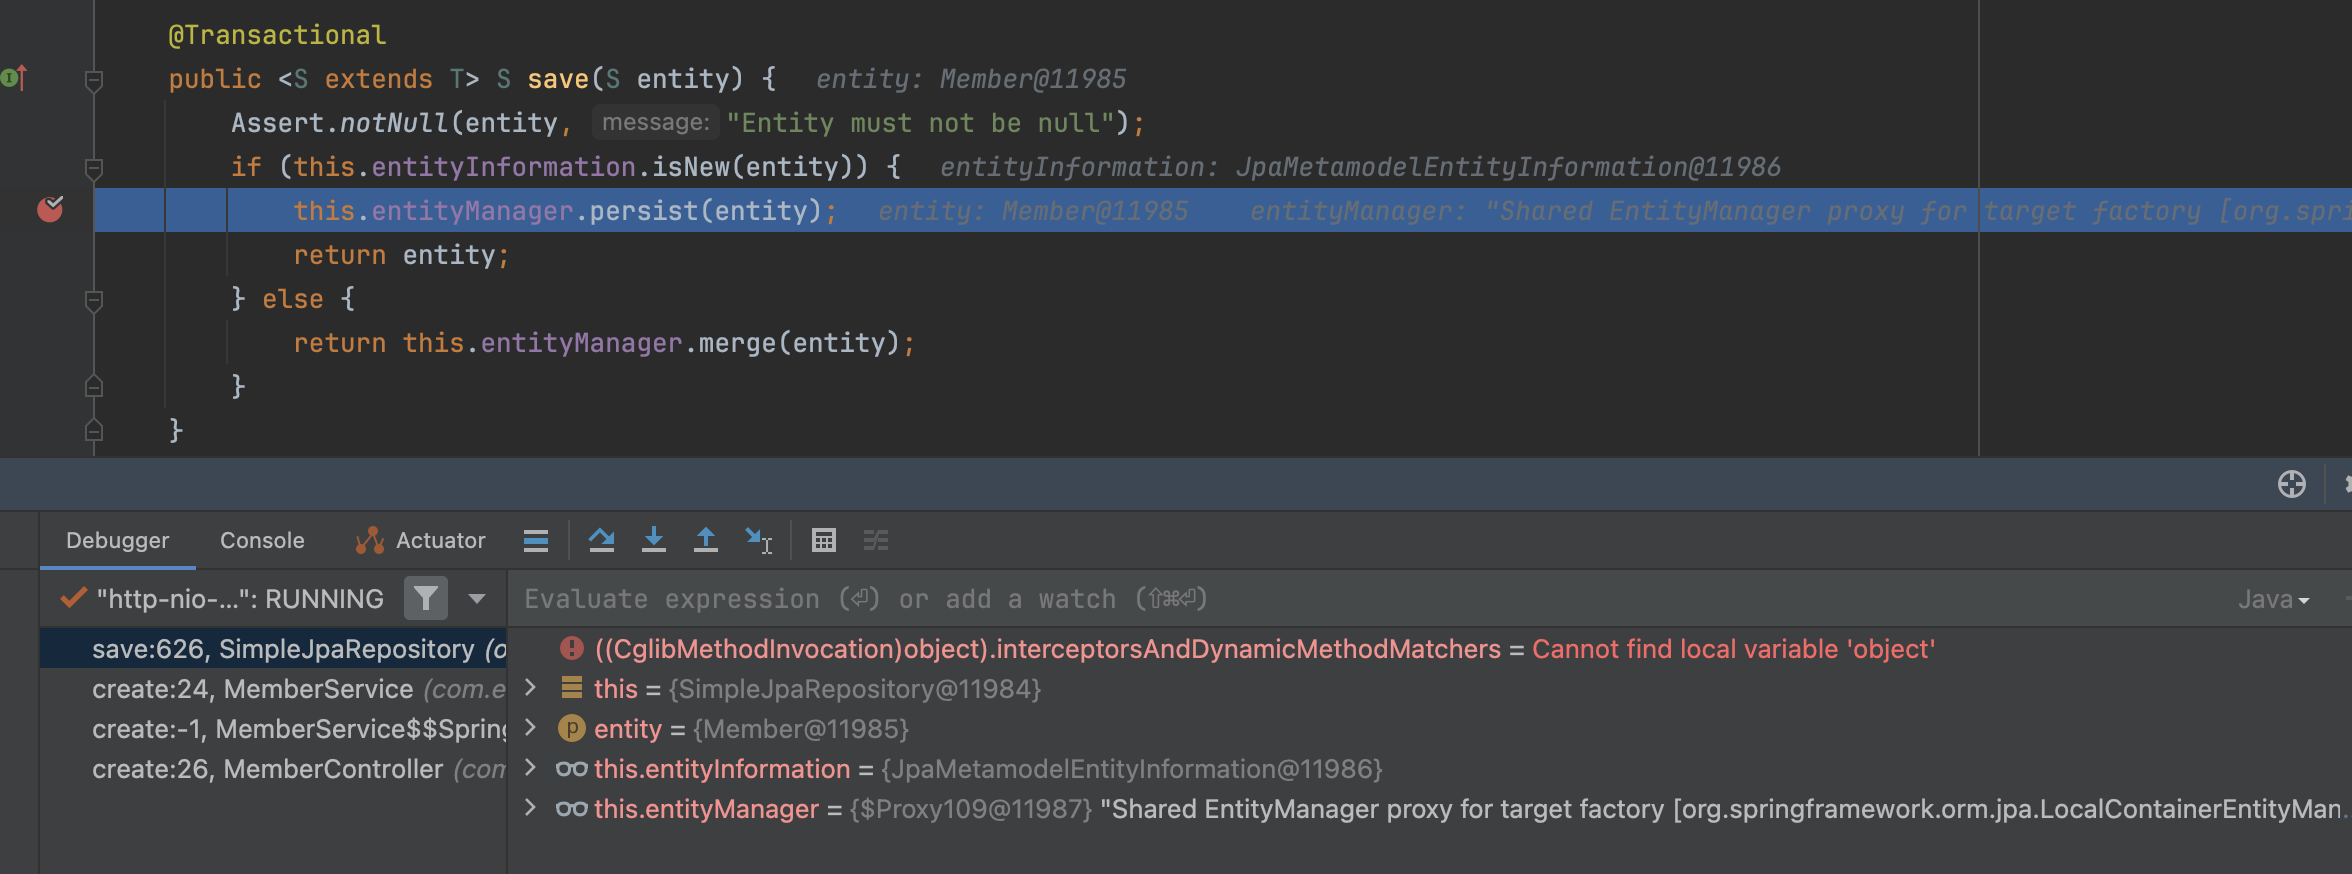 @Transactional
public <S extends T> S save(S entity) {   entity: Member@11985
Assert.notNull(entity, message: "Entity must not be null");
if (this.entityInformation.isNew(entity)) {   entityInformation: JpaMetamodelEntityInformation@11986
this.entityManager.persist(entity);   entity: Member@11985   entityManager: "Shared EntityManager proxy for target factory [org.spri
return entity;
} else {
return this.entityManager.merge(entity);
}
}
Debugger   Console   Actuator
"http-nio-...": RUNNING
Evaluate expression (⏎) or add a watch (⇧⌘⏎)   Java
save:626, SimpleJpaRepository (o
create:24, MemberService (com.e
create:-1, MemberService$$Spring
create:26, MemberController (com
((CglibMethodInvocation)object).interceptorsAndDynamicMethodMatchers = Cannot find local variable 'object'
this = {SimpleJpaRepository@11984}
p entity = {Member@11985}
this.entityInformation = {JpaMetamodelEntityInformation@11986}
this.entityManager = {$Proxy109@11987} "Shared EntityManager proxy for target factory [org.springframework.orm.jpa.LocalContainerEntityMan...